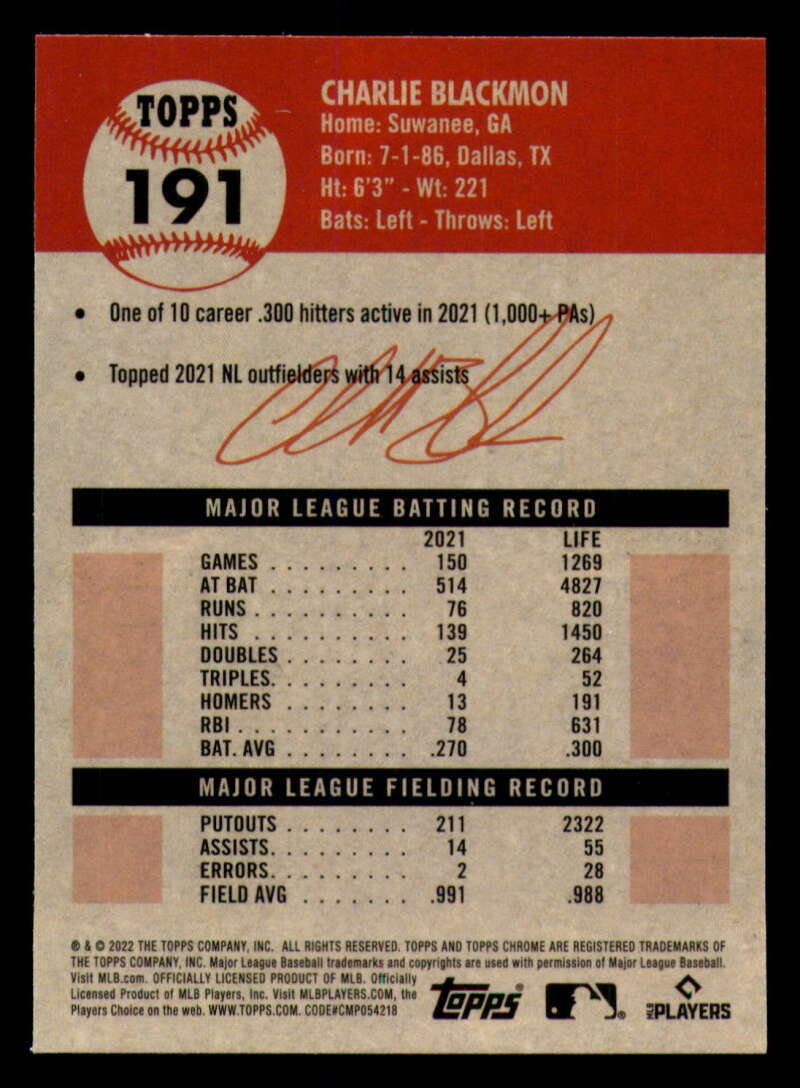 TOPPS
191
CHARLIE BLACKMON
Home: Suwanee, GA
Born: 7-1-86, Dallas, TX
Ht: 6'3" - Wt: 221
Bats: Left - Throws: Left
• One of 10 career .300 hitters active in 2021 (1,000+ PAs)
• Topped 2021 NL outfielders with 14 assists
MAJOR LEAGUE BATTING RECORD
2021 LIFE
GAMES . . . . . . . . . 150 1269
AT BAT . . . . . . . . . 514 4827
RUNS . . . . . . . . . . 76 820
HITS . . . . . . . . . . 139 1450
DOUBLES . . . . . . . . 25 264
TRIPLES. . . . . . . . . 4 52
HOMERS . . . . . . . . 13 191
RBI . . . . . . . . . . . 78 631
BAT. AVG . . . . . . . . .270 .300
MAJOR LEAGUE FIELDING RECORD
PUTOUTS . . . . . . . . 211 2322
ASSISTS. . . . . . . . . 14 55
ERRORS. . . . . . . . . 2 28
FIELD AVG . . . . . . . .991 .988
® & © 2022 THE TOPPS COMPANY, INC. ALL RIGHTS RESERVED. TOPPS AND TOPPS CHROME ARE REGISTERED TRADEMARKS OF
THE TOPPS COMPANY, INC. Major League Baseball trademarks and copyrights are used with permission of Major League Baseball.
Visit MLB.com. OFFICIALLY LICENSED PRODUCT OF MLB. Officially
Licensed Product of MLB Players, Inc. Visit MLBPLAYERS.COM, the
Players Choice on the web. WWW.TOPPS.COM. CODE#CMP054218
Topps®
MLB PLAYERS